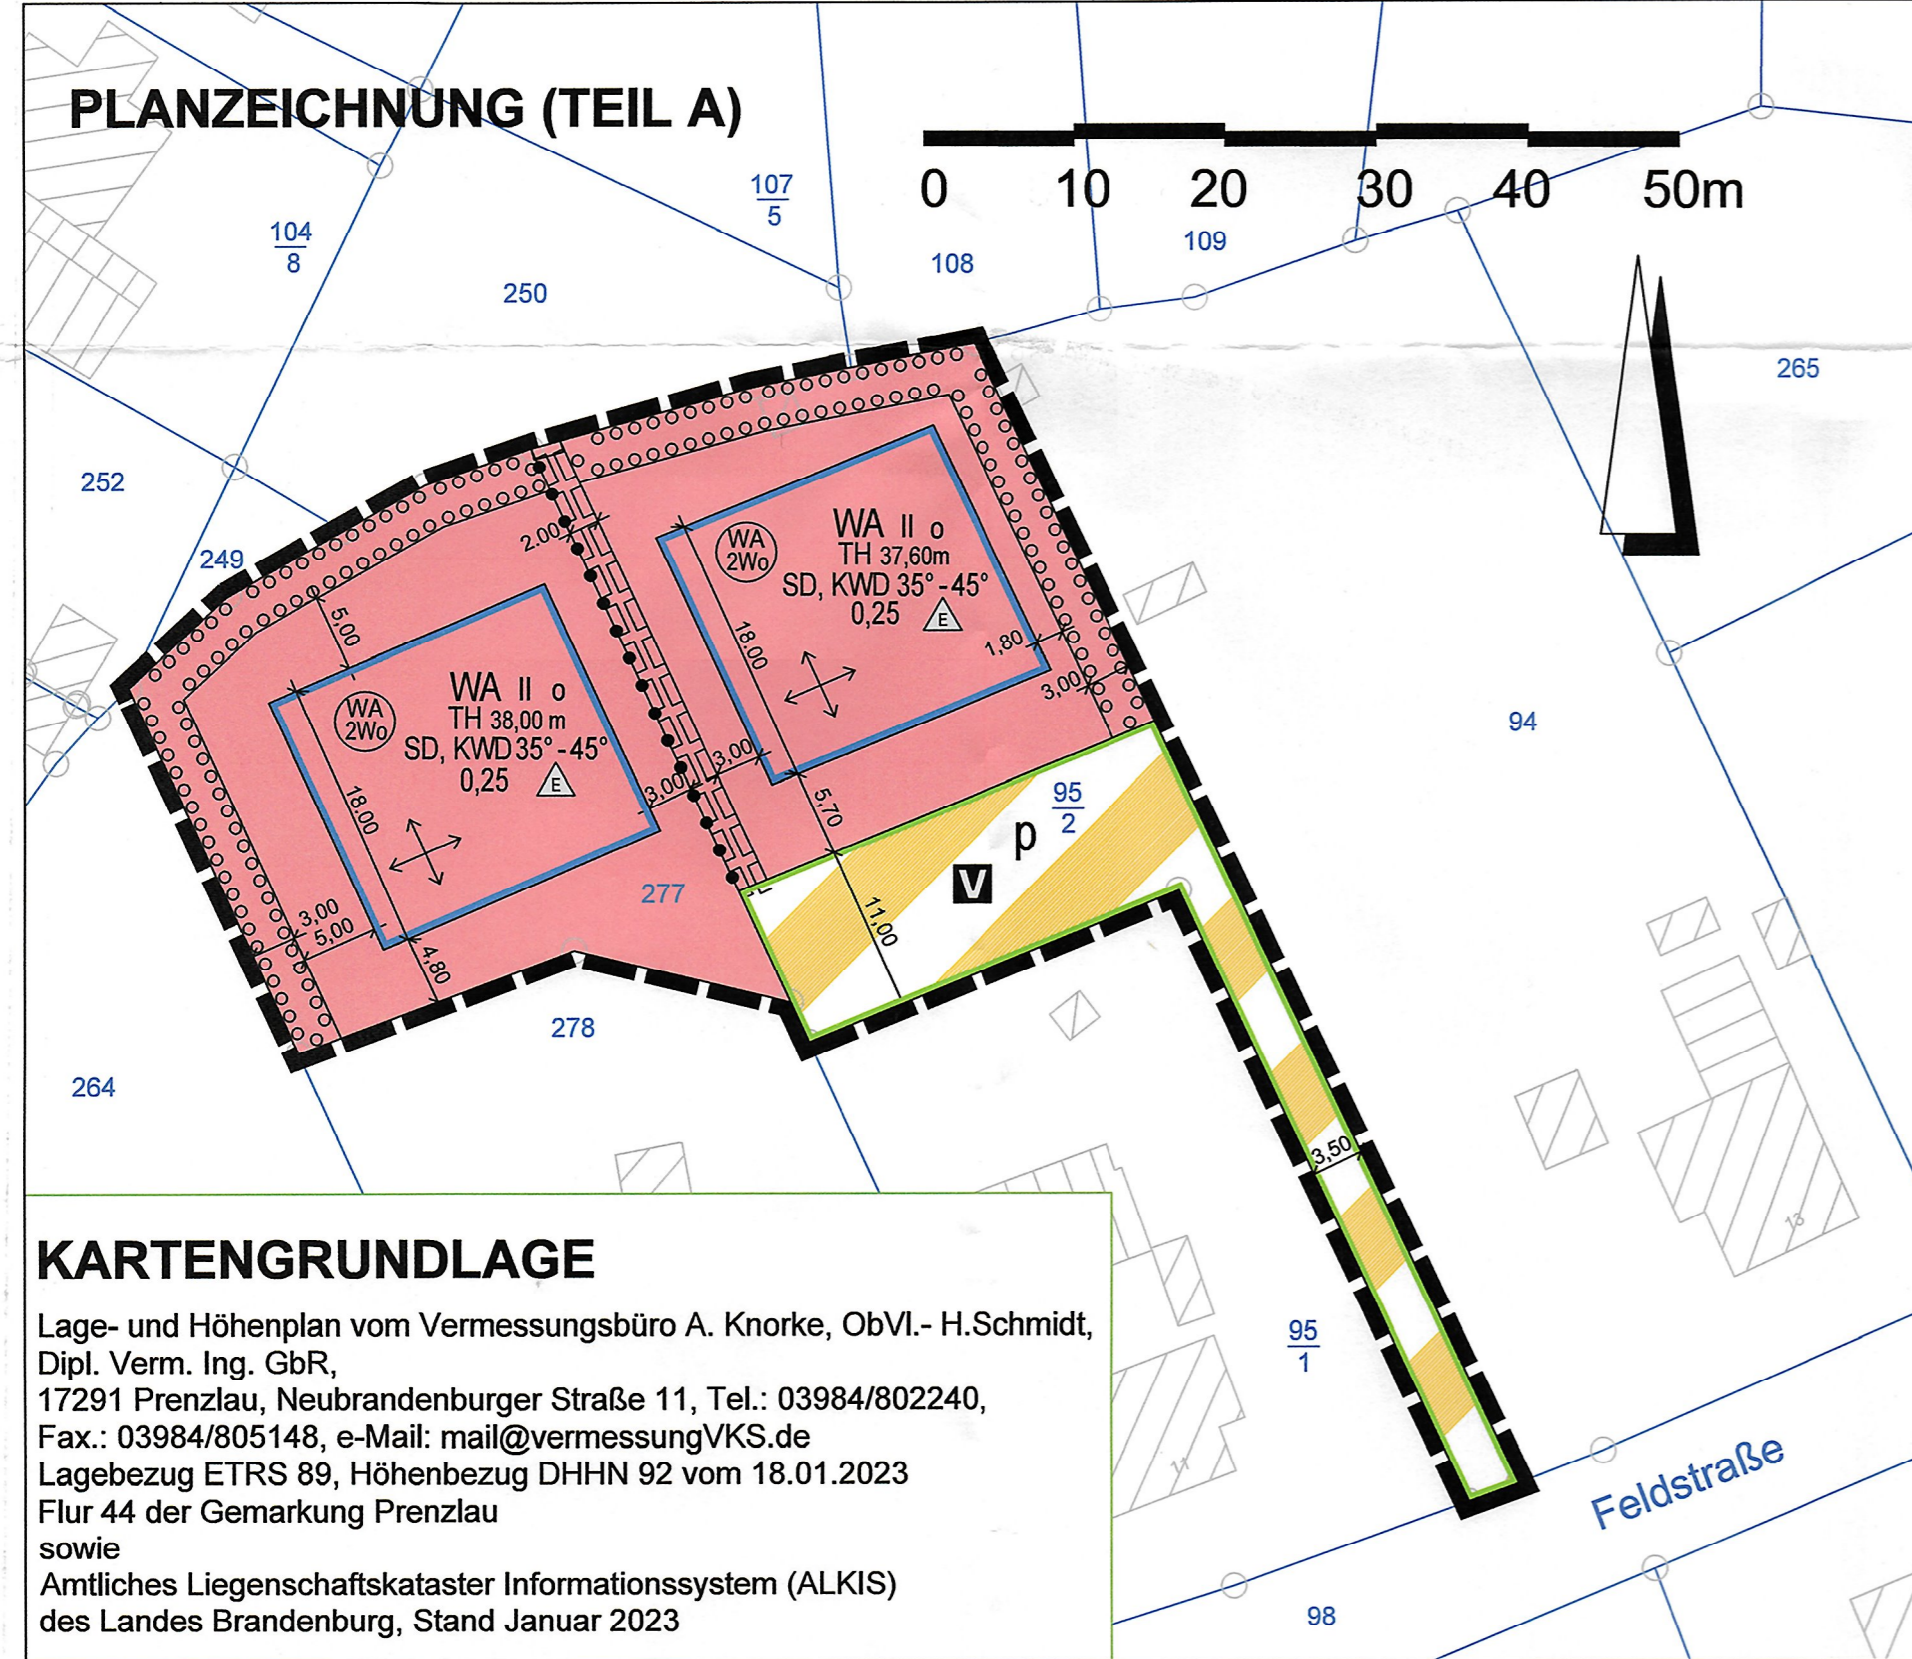 PLANZEICHNUNG (TEIL A)
0 10 20 30 40 50m
104
8
107
5
250
108
109
265
252
249
94
WA
2Wo
WA II o
TH 37,60m
SD, KWD 35° - 45°
0,25
E
2.00
5,00
18.00
1,80
3,00
WA
2Wo
WA II o
TH 38,00 m
SD, KWD 35° - 45°
0,25
E
18.00
3,00
3,00
5,70
95
2
p
V
11,00
277
3,00
5,00
4,80
278
264
3,50
13
95
1
11
Feldstraße
98
KARTENGRUNDLAGE
Lage- und Höhenplan vom Vermessungsbüro A. Knorke, ObVI.- H.Schmidt,
Dipl. Verm. Ing. GbR,
17291 Prenzlau, Neubrandenburger Straße 11, Tel.: 03984/802240,
Fax.: 03984/805148, e-Mail: mail@vermessungVKS.de
Lagebezug ETRS 89, Höhenbezug DHHN 92 vom 18.01.2023
Flur 44 der Gemarkung Prenzlau
sowie
Amtliches Liegenschaftskataster Informationssystem (ALKIS)
des Landes Brandenburg, Stand Januar 2023